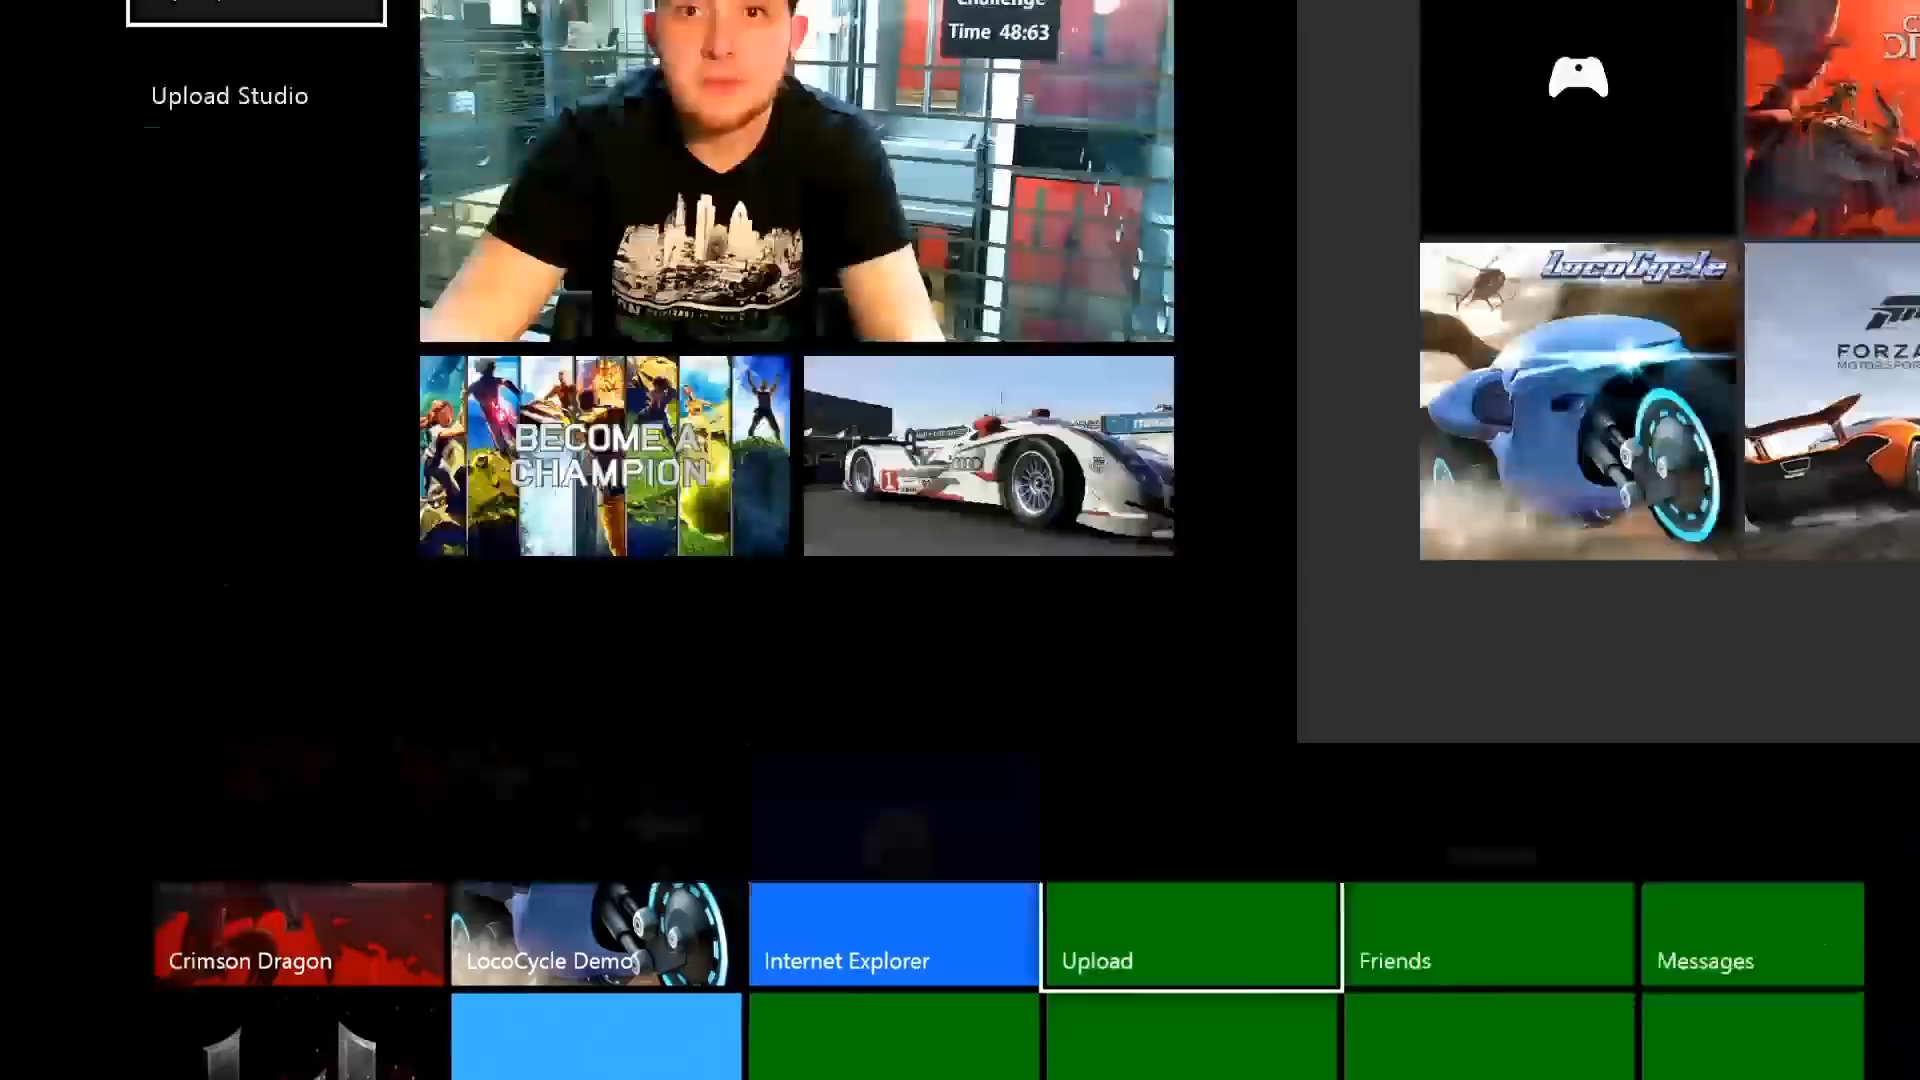 Time 48:63
Upload Studio
LocoCycle
BECOME A
CHAMPION
FORZA
Crimson Dragon
LocoCycle Demo
Internet Explorer
Upload
Friends
Messages